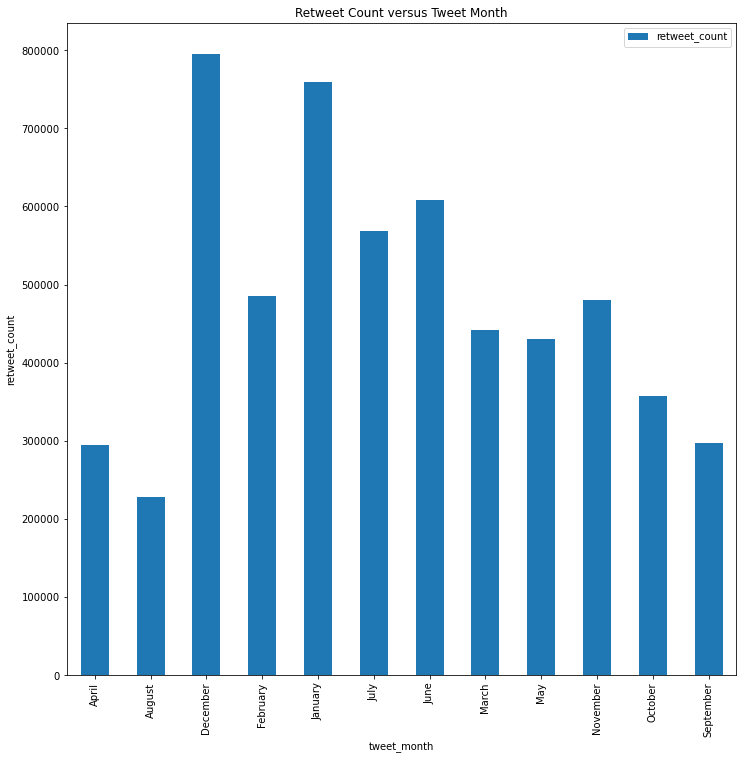 Retweet Count versus Tweet Month
retweet_count
800000
700000
600000
500000
400000
300000
200000
100000
0
retweet_count
April
August
December
February
January
July
June
March
May
November
October
September
tweet_month